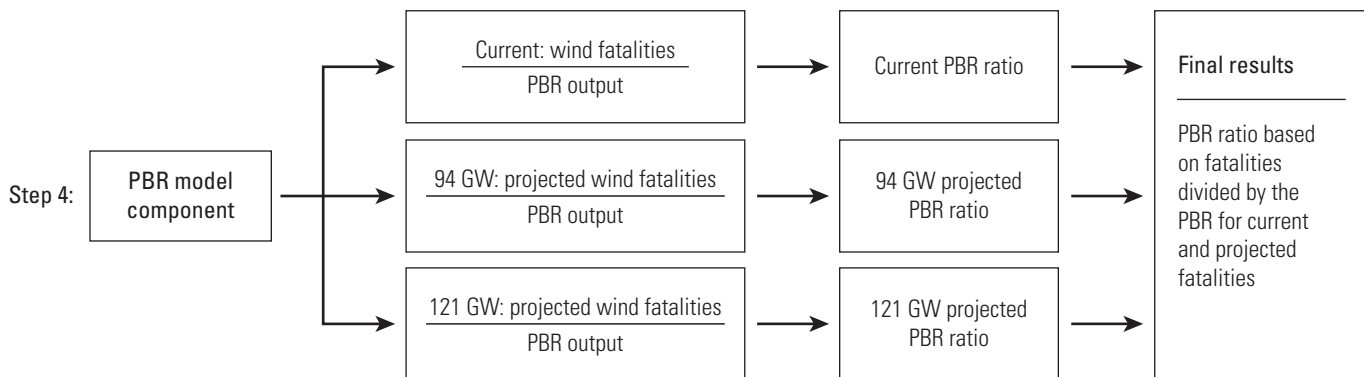 Step 4:
PBR model
component
Current: wind fatalities
PBR output
Current PBR ratio
94 GW: projected wind fatalities
PBR output
94 GW projected
PBR ratio
121 GW: projected wind fatalities
PBR output
121 GW projected
PBR ratio
Final results
PBR ratio based
on fatalities
divided by the
PBR for current
and projected
fatalities